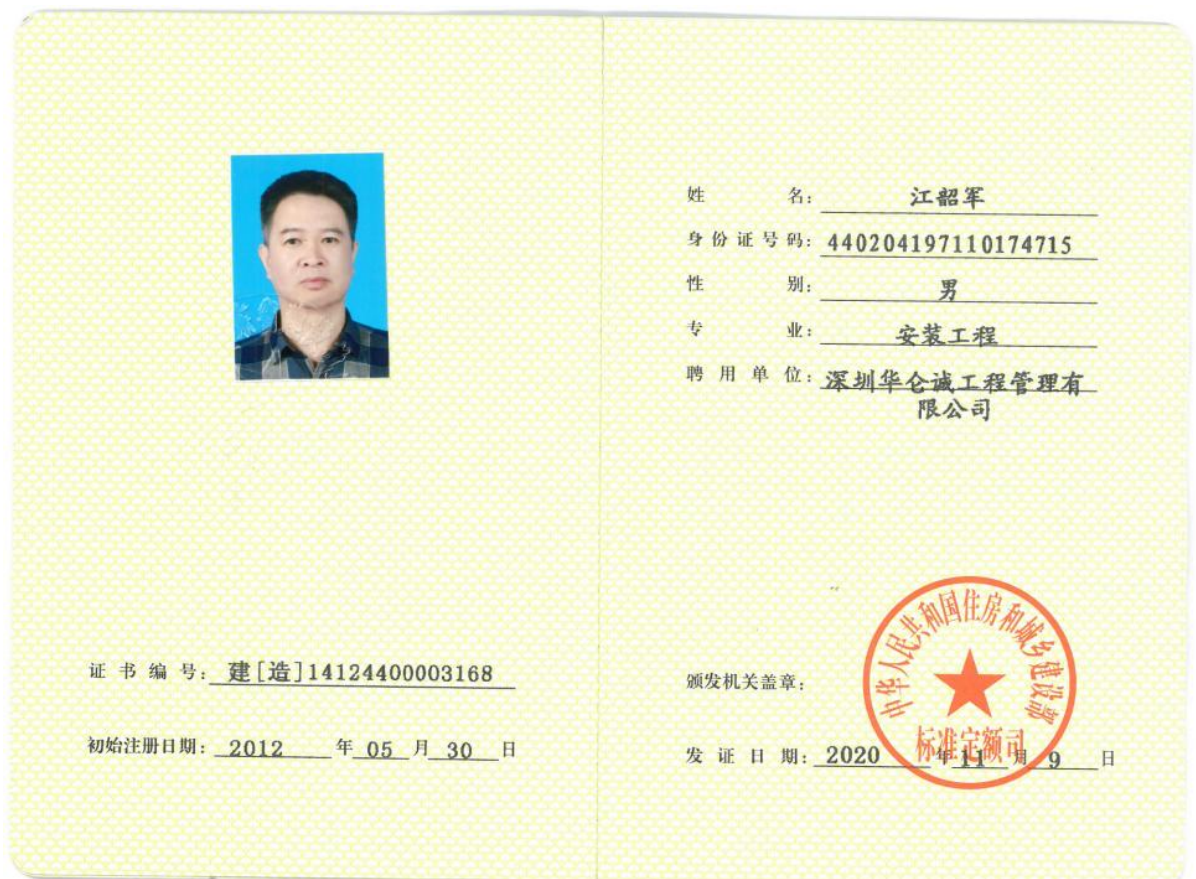 证书编号：建[造]14124400003168
初始注册日期：2012年05月30日
姓名：江韶军
身份证号码：440204197110174715
性别：男
专业：安装工程
聘用单位：深圳华仑诚工程管理有
限公司
颁发机关盖章：
中华人民共和国住房和城乡建设部
标准定额司
发证日期：2020年11月9日